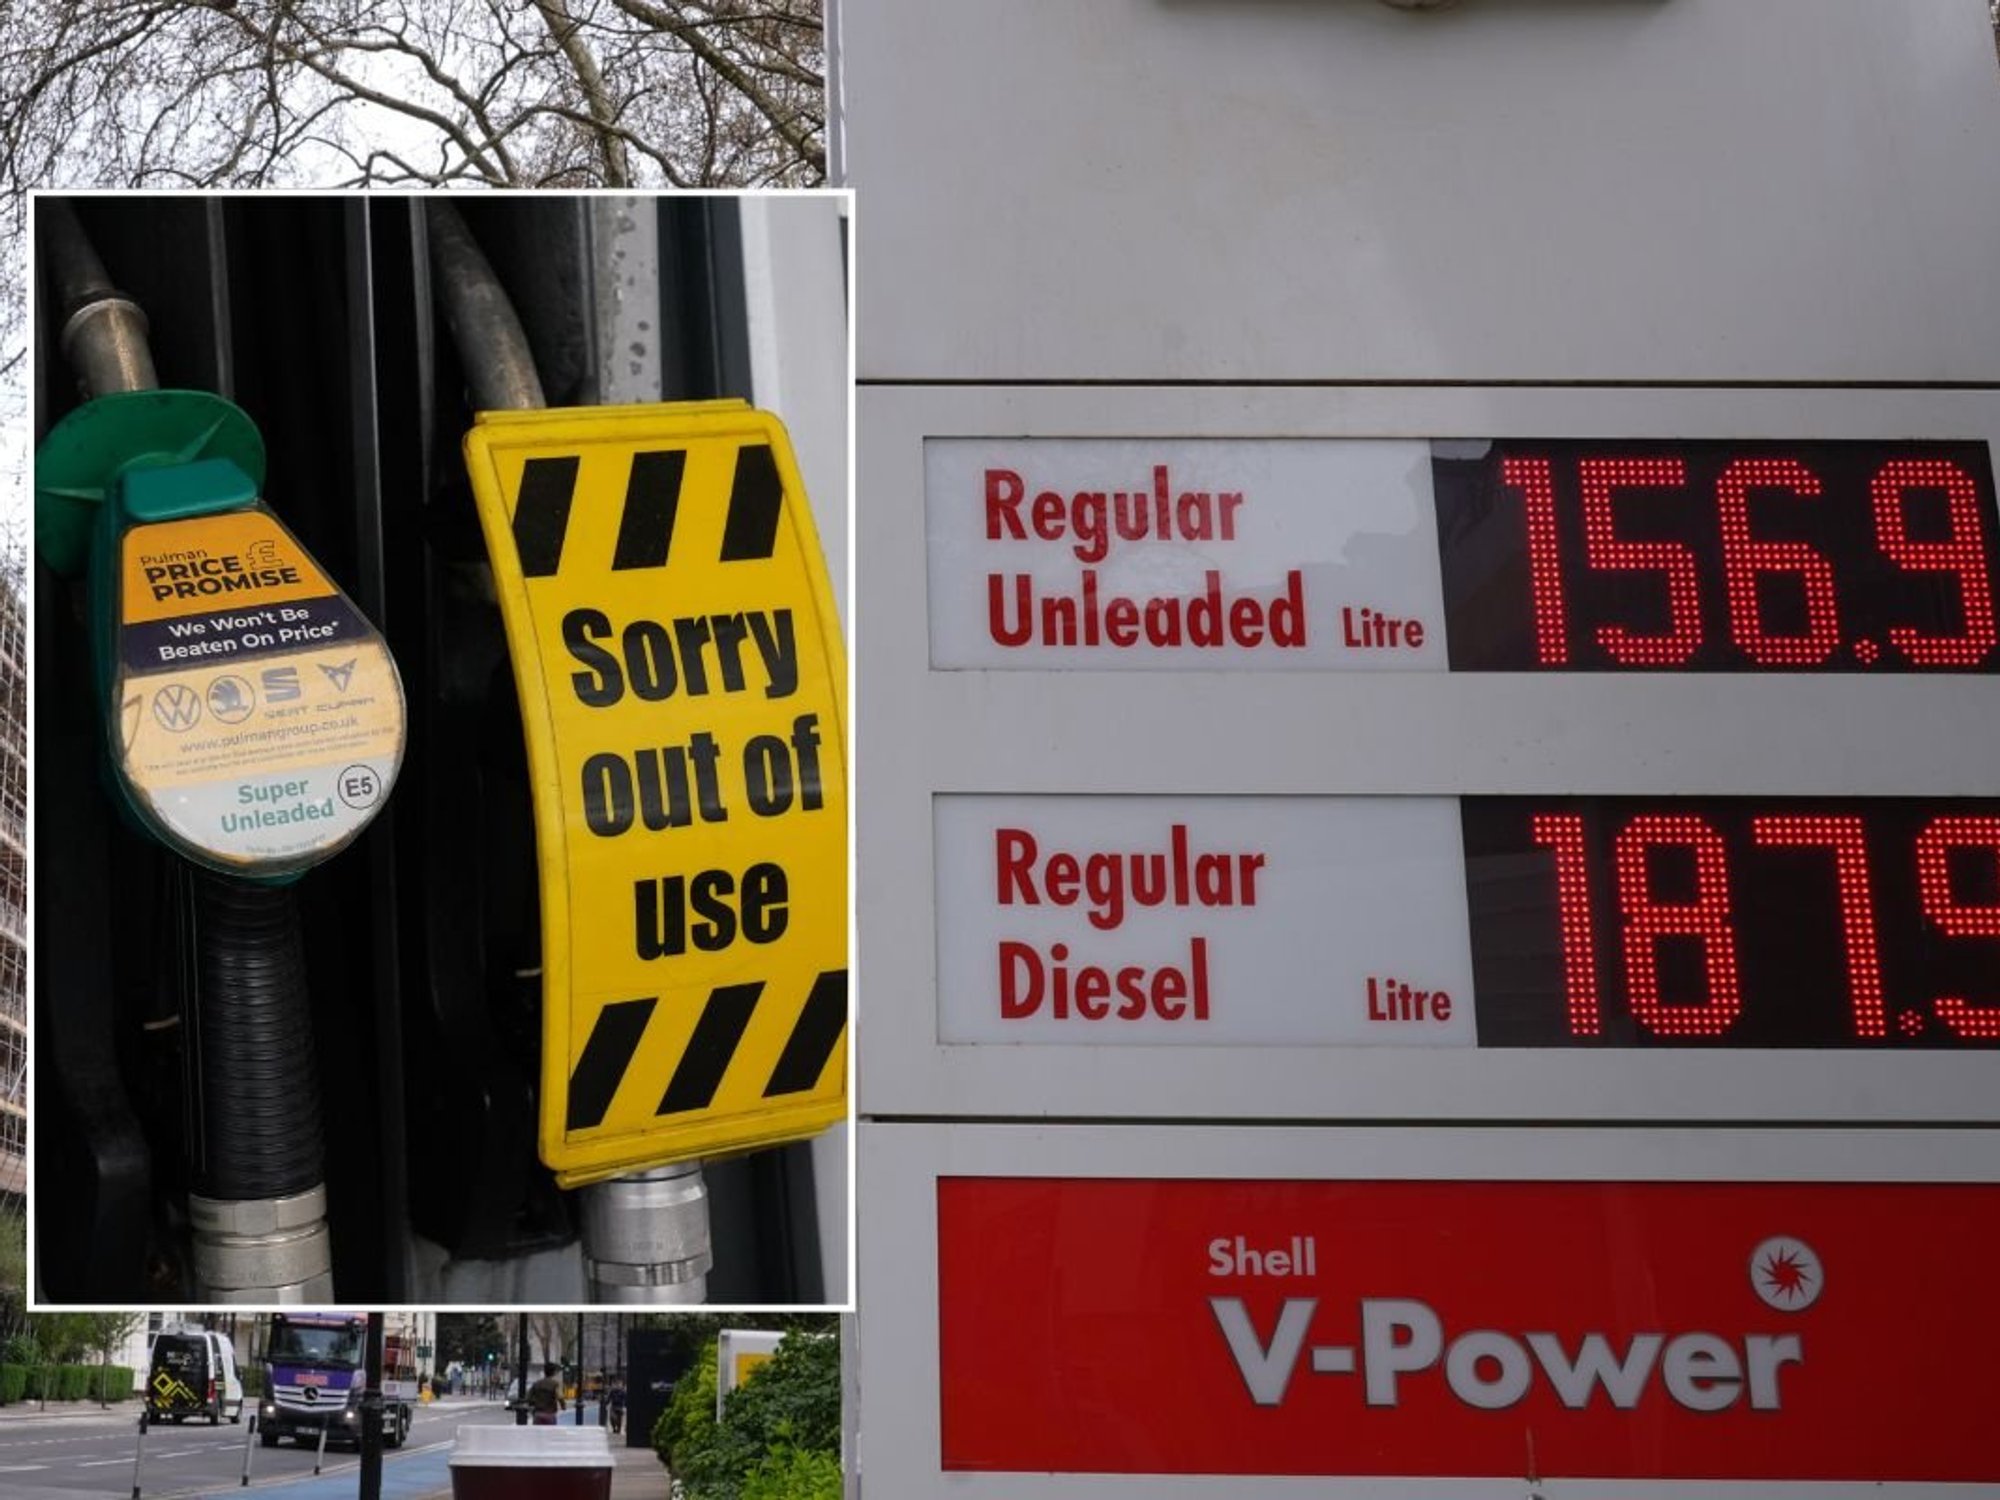 Pulman
PRICE
PROMISE
We Won't Be
Beaten On Price*
SEAT CUPRA
www.pulmangroup.co.uk
Super
Unleaded
E5
Sorry
out of
use
Regular
Unleaded Litre
156.9
Regular
Diesel Litre
187.9
Shell
V-Power